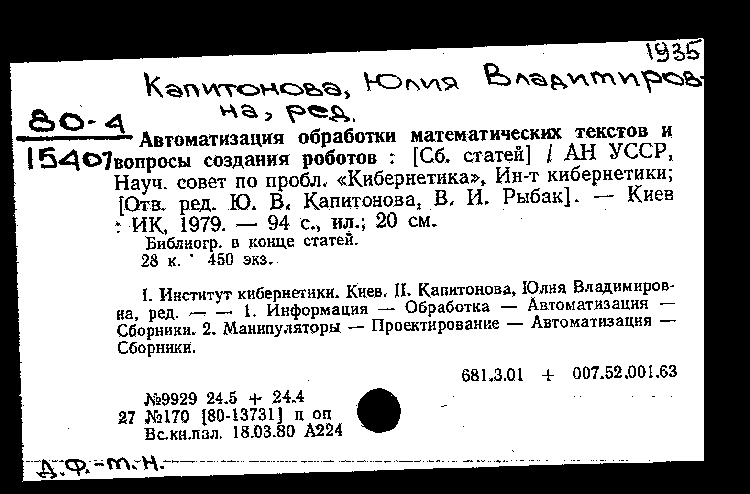 1935
Капитонова, Юлия Владимиров-
на, ред.
80-4
15407
Автоматизация обработки математических текстов и
вопросы создания роботов : [Сб. статей] / АН УССР,
Науч. совет по пробл. «Кибернетика», Ин-т кибернетики;
[Отв. ред. Ю. В. Капитонова, В. И. Рыбак]. — Киев
: ИК, 1979. — 94 с., ил.; 20 см.
Библиогр. в конце статей.
28 к. 450 экз.
I. Институт кибернетики. Киев. II. Капитонова, Юлия Владимиров-
на, ред. — — 1. Информация — Обработка — Автоматизация —
Сборники. 2. Манипуляторы — Проектирование — Автоматизация —
Сборники.
681.3.01 + 007.52.001.63
№9929 24.5 + 24.4
27 №170 [80-13731] п оп
Вс.кн.пал. 18.03.80 А224
Д.Ф.-м.н.